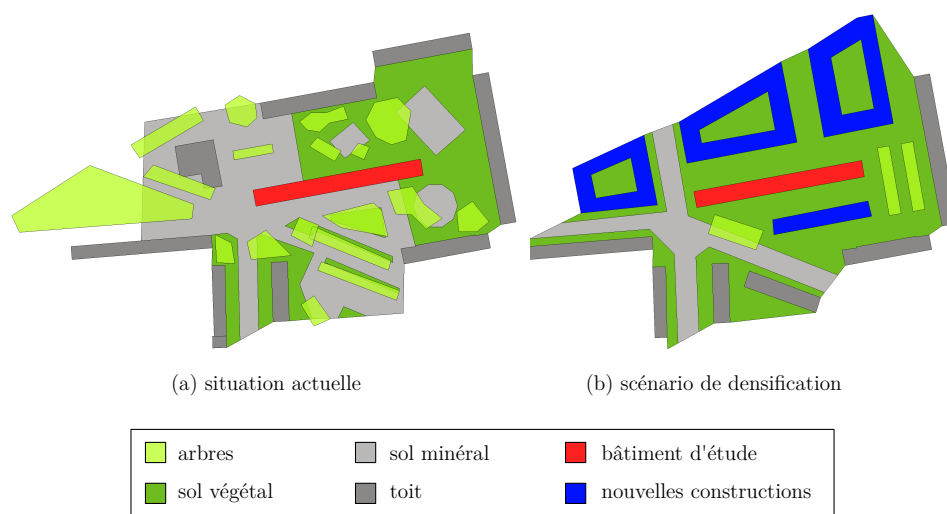 (a) situation actuelle
(b) scénario de densification
arbres
sol minéral
bâtiment d'étude
sol végétal
toit
nouvelles constructions